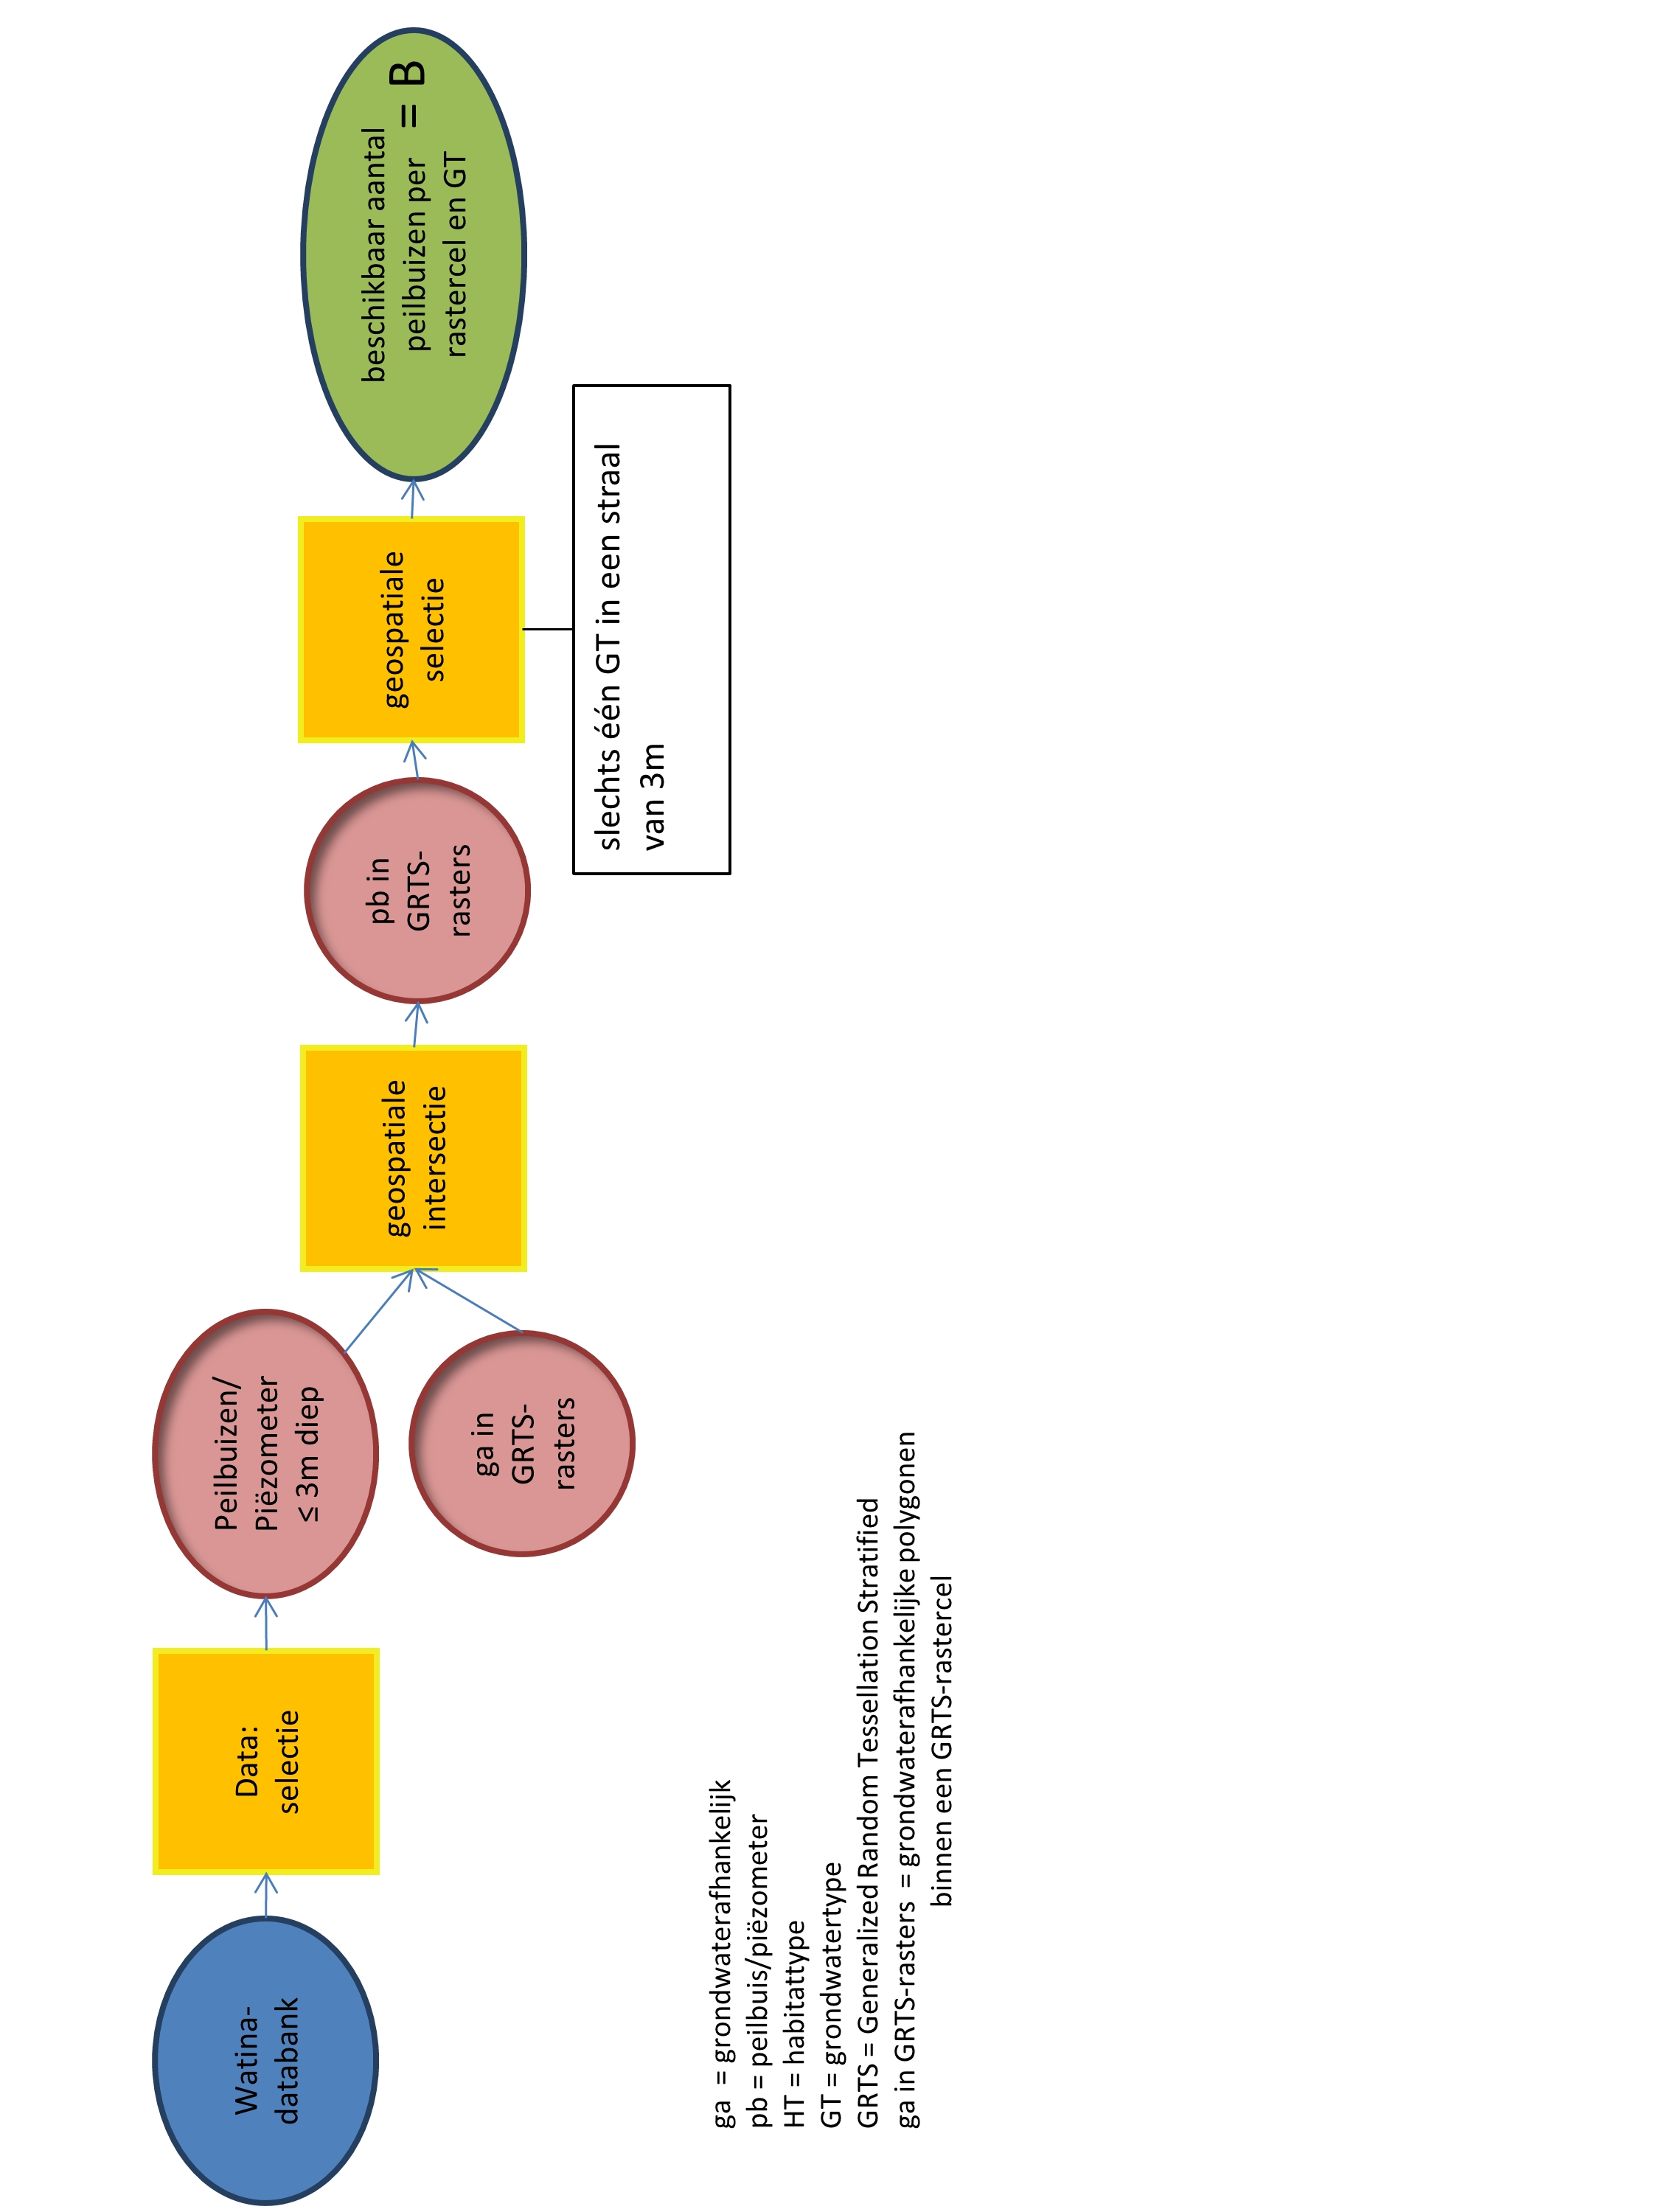 Watina-
databank
Data:
selectie
Peilbuizen/
Piëzometer
≤ 3m diep
ga in
GRTS-
rasters
geospatiale
intersectie
pb in
GRTS-
rasters
geospatiale
selectie
slechts één GT in een straal
van 3m
beschikbaar aantal
peilbuizen per = B
rastercel en GT
ga = grondwaterafhankelijk
pb = peilbuis/piëzometer
HT = habitattype
GT = grondwatertype
GRTS = Generalized Random Tessellation Stratified
ga in GRTS-rasters = grondwaterafhankelijke polygonen
binnen een GRTS-rastercel